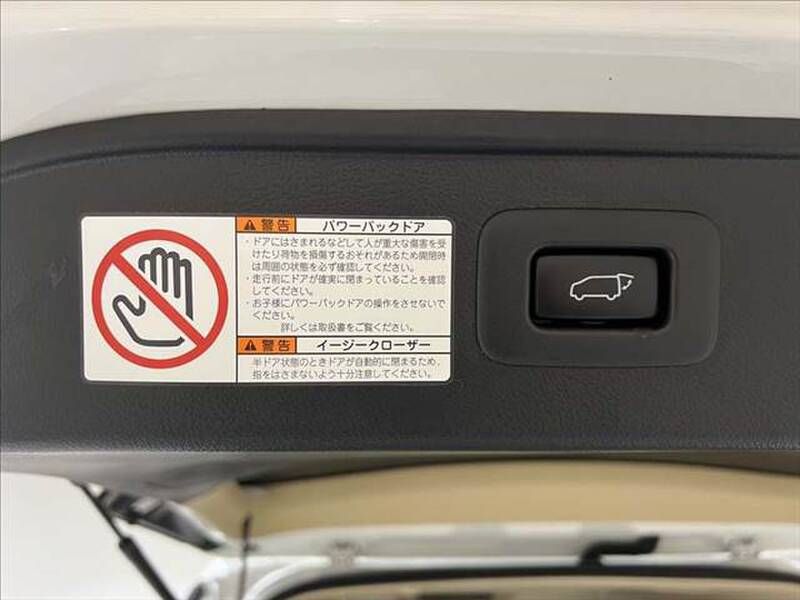 警告 パワーバックドア
・ドアにはさまれるなどして人が重大な傷害を受
けたり荷物を損傷するおそれがあるため開閉時
は周囲の状態を必ず確認してください。
・走行前にドアが確実に閉まっていることを確認
してください。
・お子様にパワーバックドアの操作をさせないで
ください。
詳しくは取扱書をご覧ください。
警告 イージークローザー
半ドア状態のときドアが自動的に閉まるため、
指をはさまないよう十分注意してください。